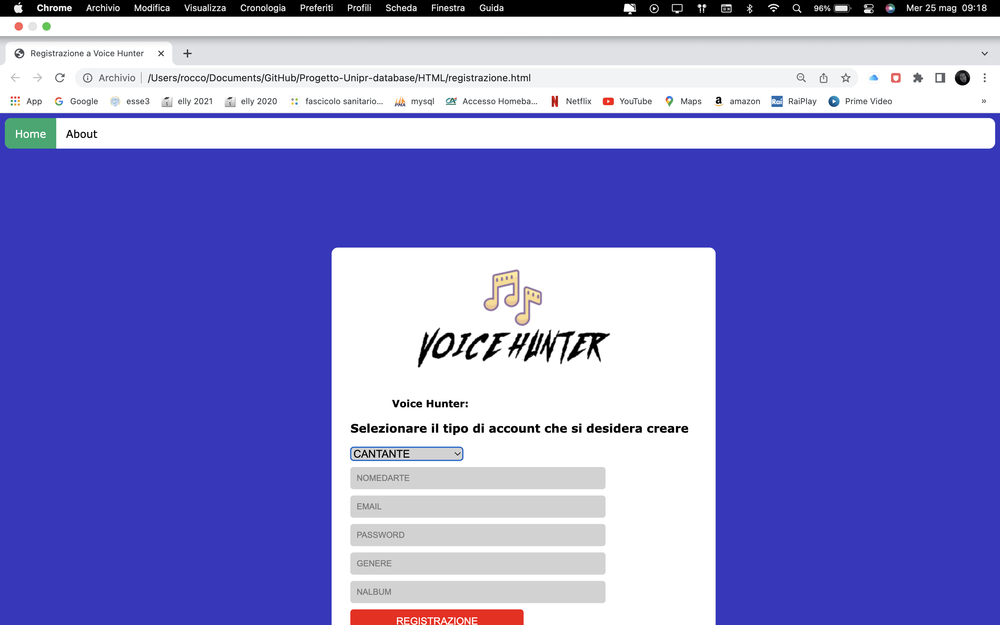 Chrome Archivio Modifica Visualizza Cronologia Preferiti Profili Scheda Finestra Guida 96% Mer 25 mag 09:18
Registrazione a Voice Hunter
Archivio /Users/rocco/Documents/GitHub/Progetto-Unipr-database/HTML/registrazione.html
App Google esse3 elly 2021 elly 2020 fascicolo sanitario... PMA mysql Accesso Homeba... Netflix YouTube Maps amazon Rai RaiPlay Prime Video »
Home About
VOICE HUNTER
Voice Hunter:
Selezionare il tipo di account che si desidera creare
CANTANTE
NOMEDARTE
EMAIL
PASSWORD
GENERE
NALBUM
REGISTRAZIONE